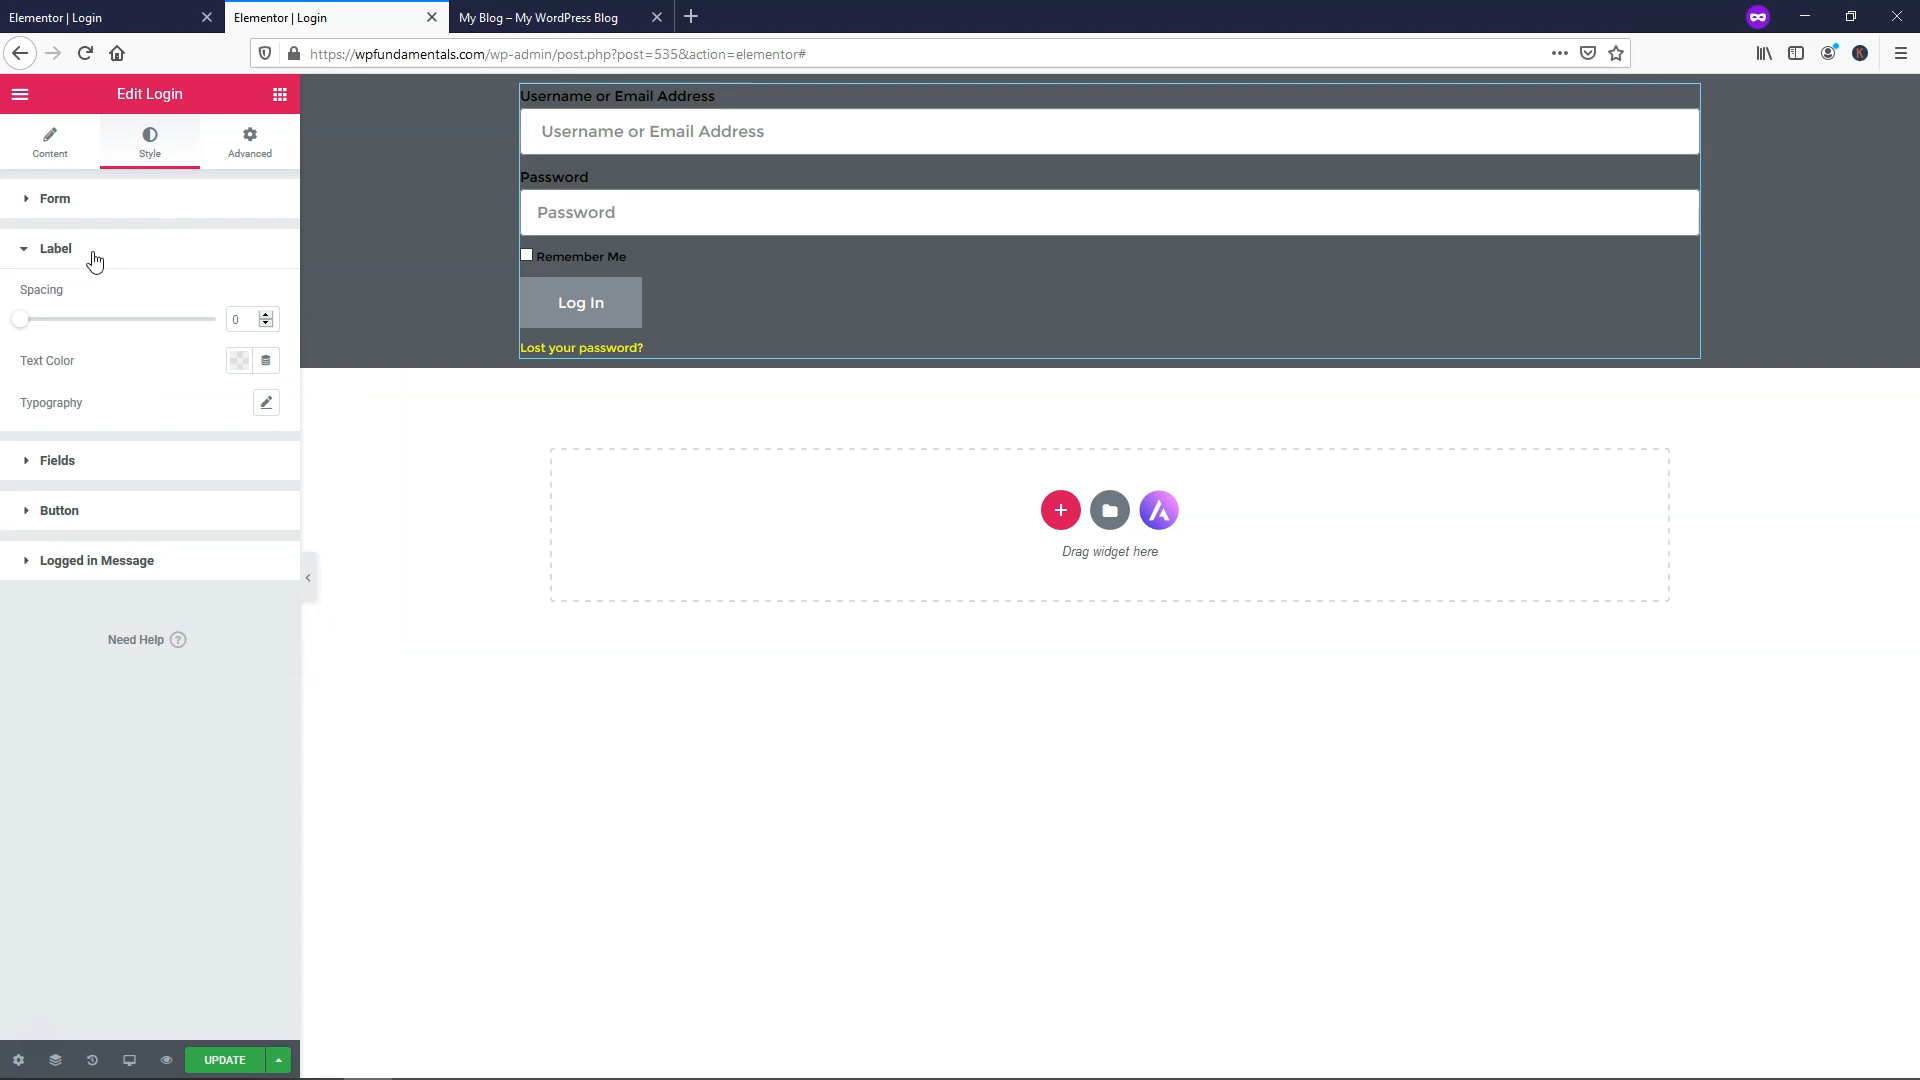 Elementor | Login
Elementor | Login
My Blog – My WordPress Blog
https://wpfundamentals.com/wp-admin/post.php?post=535&action=elementor#
K
Edit Login
Content
Style
Advanced
Form
Label
Spacing
0
Text Color
Typography
Fields
Button
Logged in Message
Need Help ?
UPDATE
Username or Email Address
Username or Email Address
Password
Password
Remember Me
Log In
Lost your password?
Drag widget here